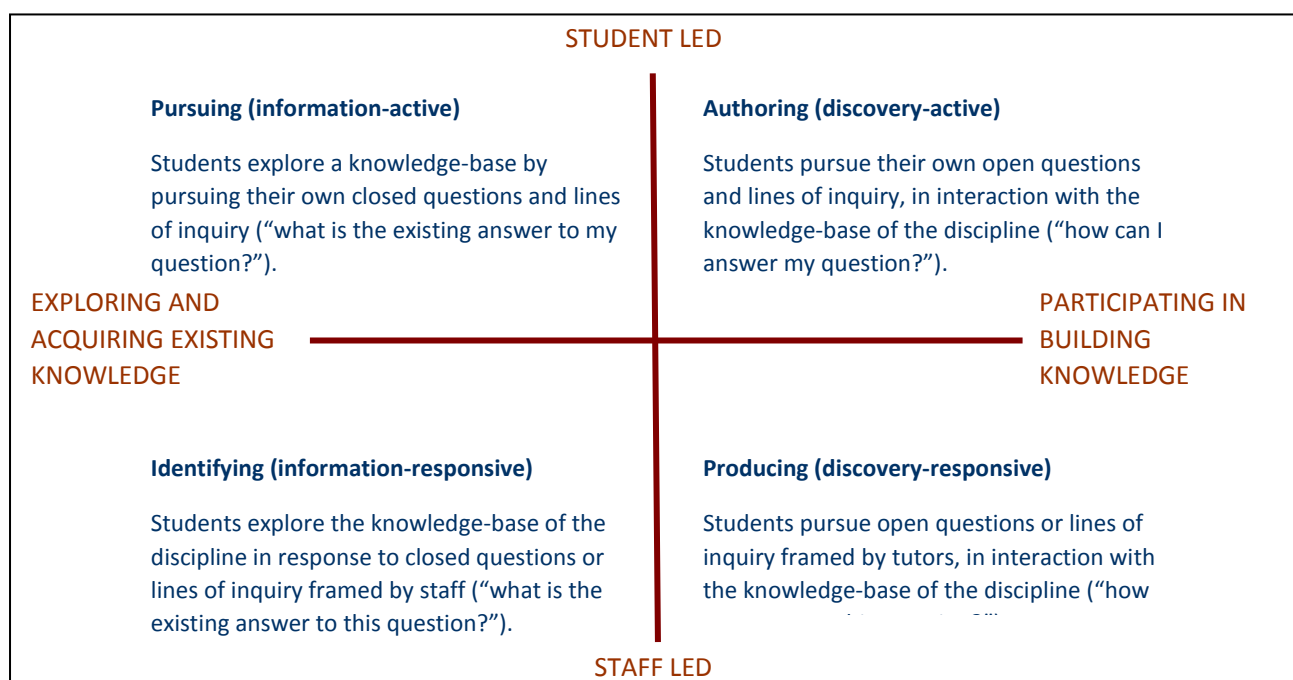 STUDENT LED
Pursuing (information-active)
Students explore a knowledge-base by
pursuing their own closed questions and lines
of inquiry (“what is the existing answer to my
question?”).
Authoring (discovery-active)
Students pursue their own open questions
and lines of inquiry, in interaction with the
knowledge-base of the discipline (“how can I
answer my question?”).
EXPLORING AND
ACQUIRING EXISTING
KNOWLEDGE
PARTICIPATING IN
BUILDING
KNOWLEDGE
Identifying (information-responsive)
Students explore the knowledge-base of the
discipline in response to closed questions or
lines of inquiry framed by staff (“what is the
existing answer to this question?”).
Producing (discovery-responsive)
Students pursue open questions or lines of
inquiry framed by tutors, in interaction with
the knowledge-base of the discipline (“how
STAFF LED